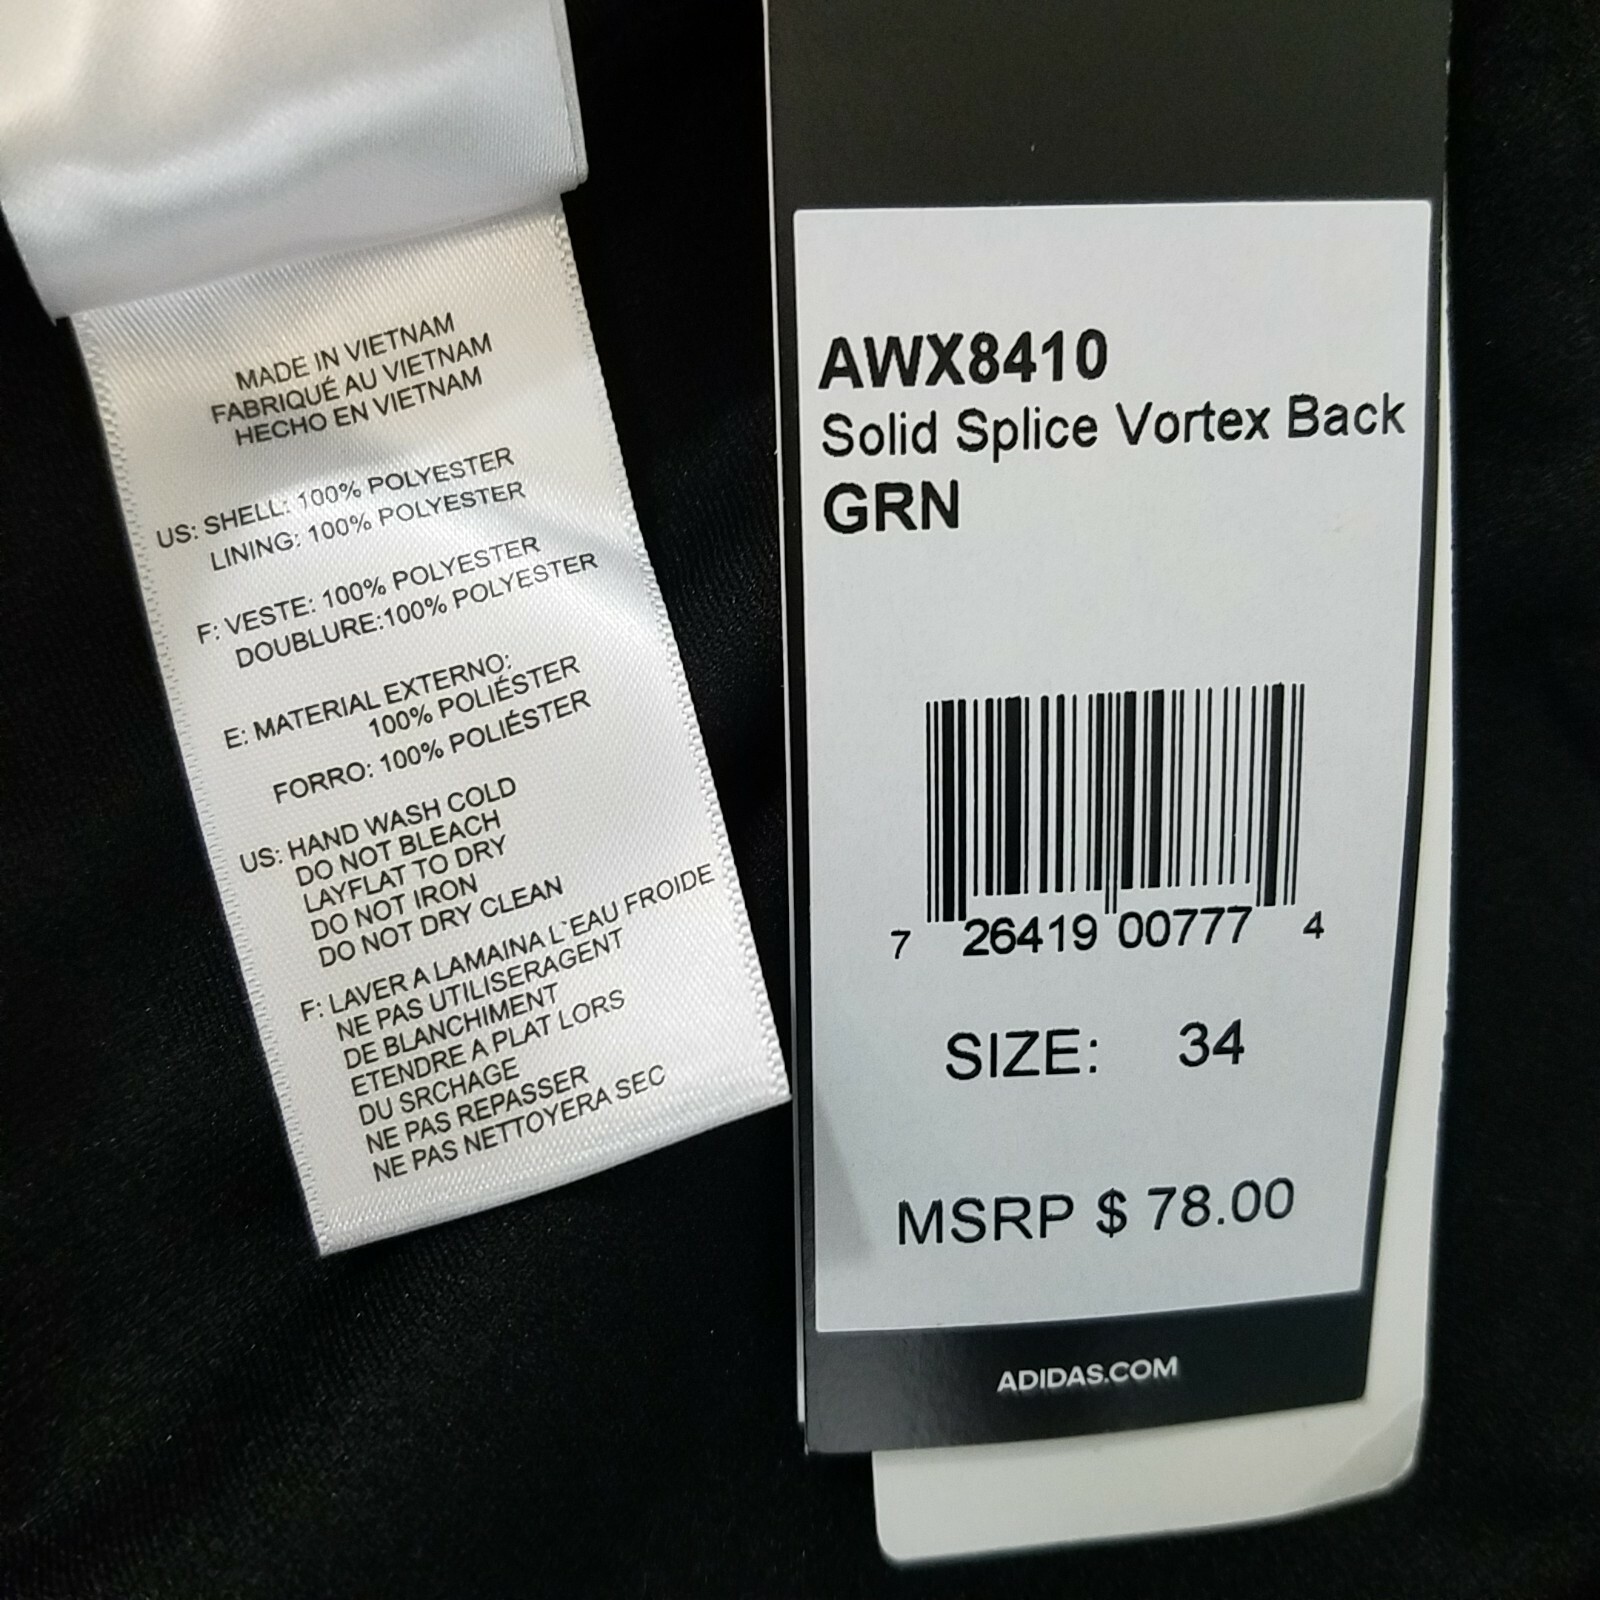 MADE IN VIETNAM
FABRIQUÉ AU VIETNAM
HECHO EN VIETNAM
US: SHELL: 100% POLYESTER
LINING: 100% POLYESTER
F: VESTE: 100% POLYESTER
DOUBLURE:100% POLYESTER
E: MATERIAL EXTERNO:
100% POLIÉSTER
FORRO: 100% POLIÉSTER
US: HAND WASH COLD
DO NOT BLEACH
LAYFLAT TO DRY
DO NOT IRON
DO NOT DRY CLEAN
F: LAVER A LAMAINA L`EAU FROIDE
NE PAS UTILISERAGENT
DE BLANCHIMENT
ETENDRE A PLAT LORS
DU SRCHAGE
NE PAS REPASSER
NE PAS NETTOYERA SEC
AWX8410
Solid Splice Vortex Back
GRN
7 26419 00777 4
SIZE: 34
MSRP $ 78.00
ADIDAS.COM